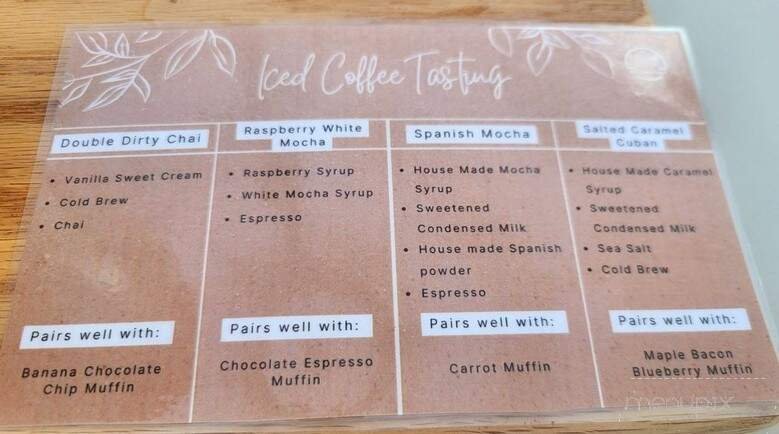 Iced Coffee Tasting
Double Dirty Chai
• Vanilla Sweet Cream
• Cold Brew
• Chai
Pairs well with:
Banana Chocolate
Chip Muffin
Raspberry White
Mocha
• Raspberry Syrup
• White Mocha Syrup
• Espresso
Pairs well with:
Chocolate Espresso
Muffin
Spanish Mocha
• House Made Mocha
Syrup
• Sweetened
Condensed Milk
• House made Spanish
powder
• Espresso
Pairs well with:
Carrot Muffin
Salted Caramel
Cuban
• House Made Caramel
Syrup
• Sweetened
Condensed Milk
• Sea Salt
• Cold Brew
Pairs well with:
Maple Bacon
Blueberry Muffin
menupix